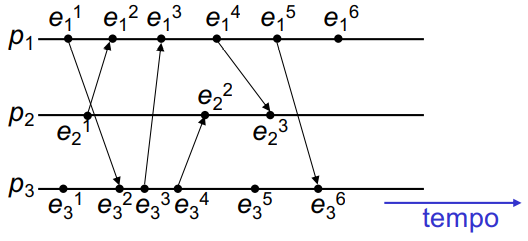 p₁ e₁¹ e₁² e₁³ e₁⁴ e₁⁵ e₁⁶
p₂ e₂¹ e₂² e₂³
p₃ e₃¹ e₃² e₃³ e₃⁴ e₃⁵ e₃⁶
tempo